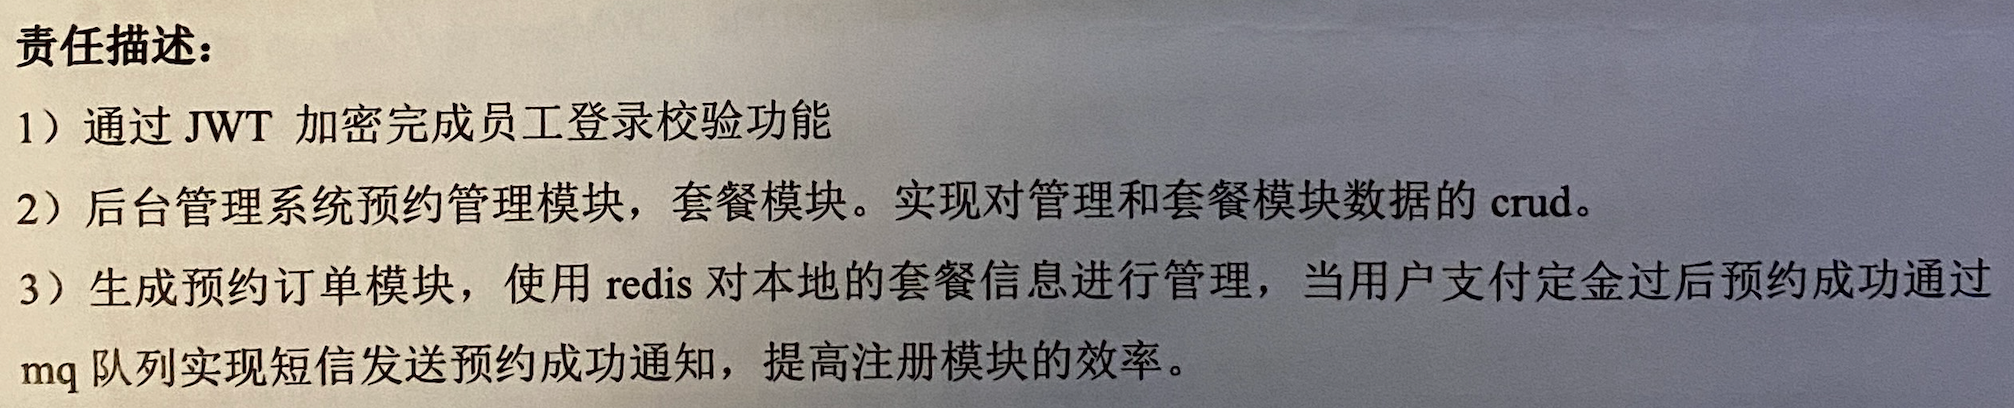 责任描述：
1）通过 JWT 加密完成员工登录校验功能
2）后台管理系统预约管理模块，套餐模块。实现对管理和套餐模块数据的 crud。
3）生成预约订单模块，使用 redis 对本地的套餐信息进行管理，当用户支付定金过后预约成功通过
mq 队列实现短信发送预约成功通知，提高注册模块的效率。